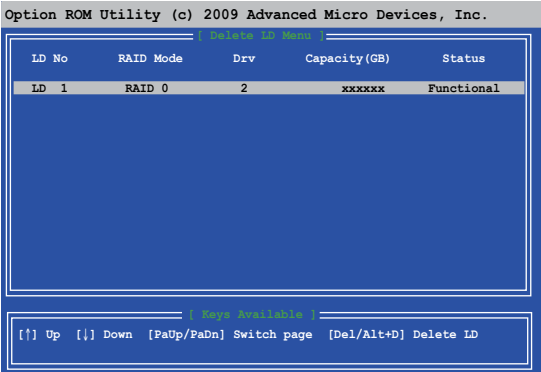 Option ROM Utility (c) 2009 Advanced Micro Devices, Inc.
[ Delete LD Menu ]
LD No RAID Mode Drv Capacity(GB) Status
LD 1 RAID 0 2 xxxxxx Functional
[ Keys Available ]
[↑] Up [↓] Down [PaUp/PaDn] Switch page [Del/Alt+D] Delete LD